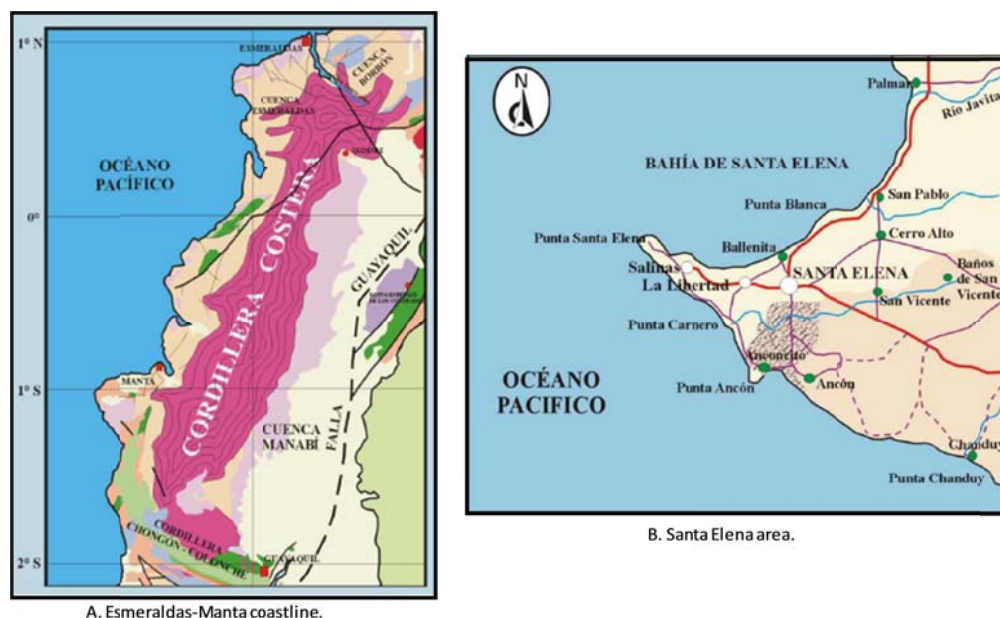 1° N
ESMERALDAS
CUENCA
BORBÓN
CUENCA
ESMERALDAS
OCÉANO
PACÍFICO
0°
CORDILLERA COSTERA
GUAYAQUIL
FALLA
MANTA
1° S
CUENCA
MANABÍ
CORDILLERA
CHONGON - COLONCHE
GUAYAQUIL
2° S
A. Esmeraldas-Manta coastline.
N
Palmar
Río Javita
BAHÍA DE SANTA ELENA
San Pablo
Punta Blanca
Cerro Alto
Punta Santa Elena
Ballenita
Baños
de San
Vicente
Salinas
SANTA ELENA
La Libertad
San Vicente
Punta Carnero
Anconcito
Punta Ancón
Ancón
OCÉANO
PACIFICO
Chanduy
Punta Chanduy
B. Santa Elena area.